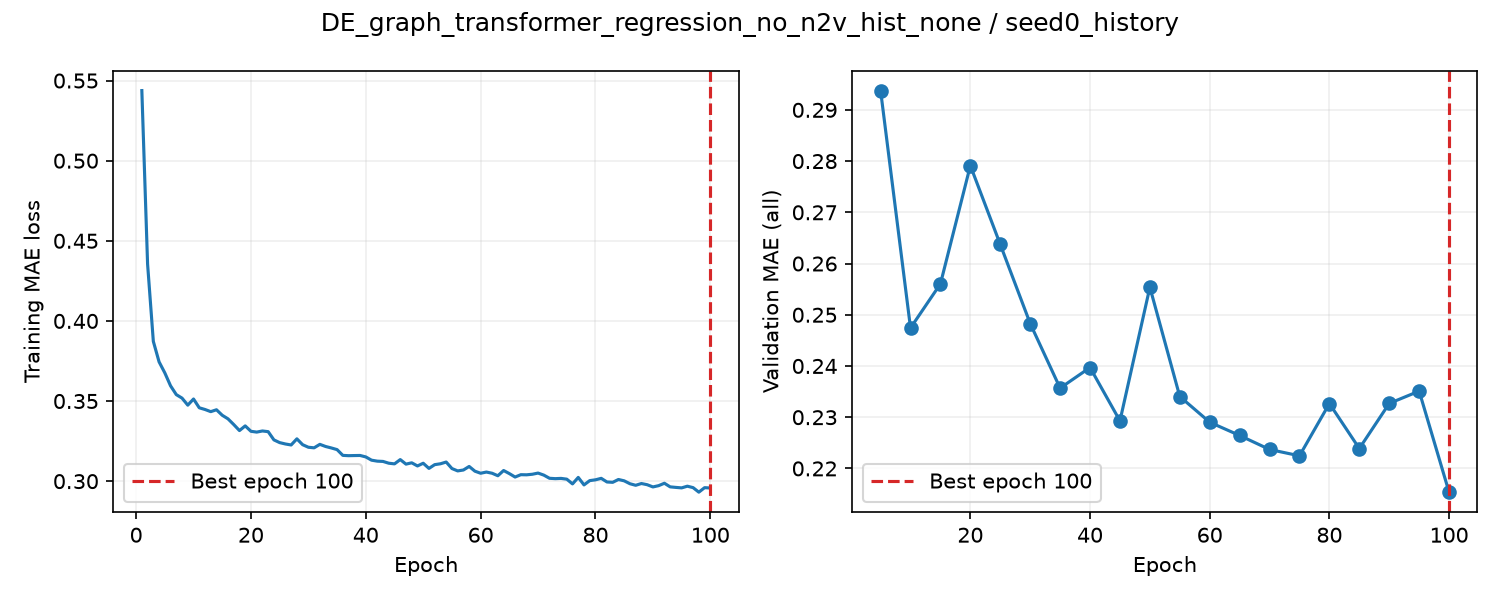 DE_graph_transformer_regression_no_n2v_hist_none / seed0_history
Training MAE loss
0.55
0.50
0.45
0.40
0.35
0.30
Best epoch 100
0 20 40 60 80 100
Epoch
Validation MAE (all)
0.29
0.28
0.27
0.26
0.25
0.24
0.23
0.22
Best epoch 100
20 40 60 80 100
Epoch